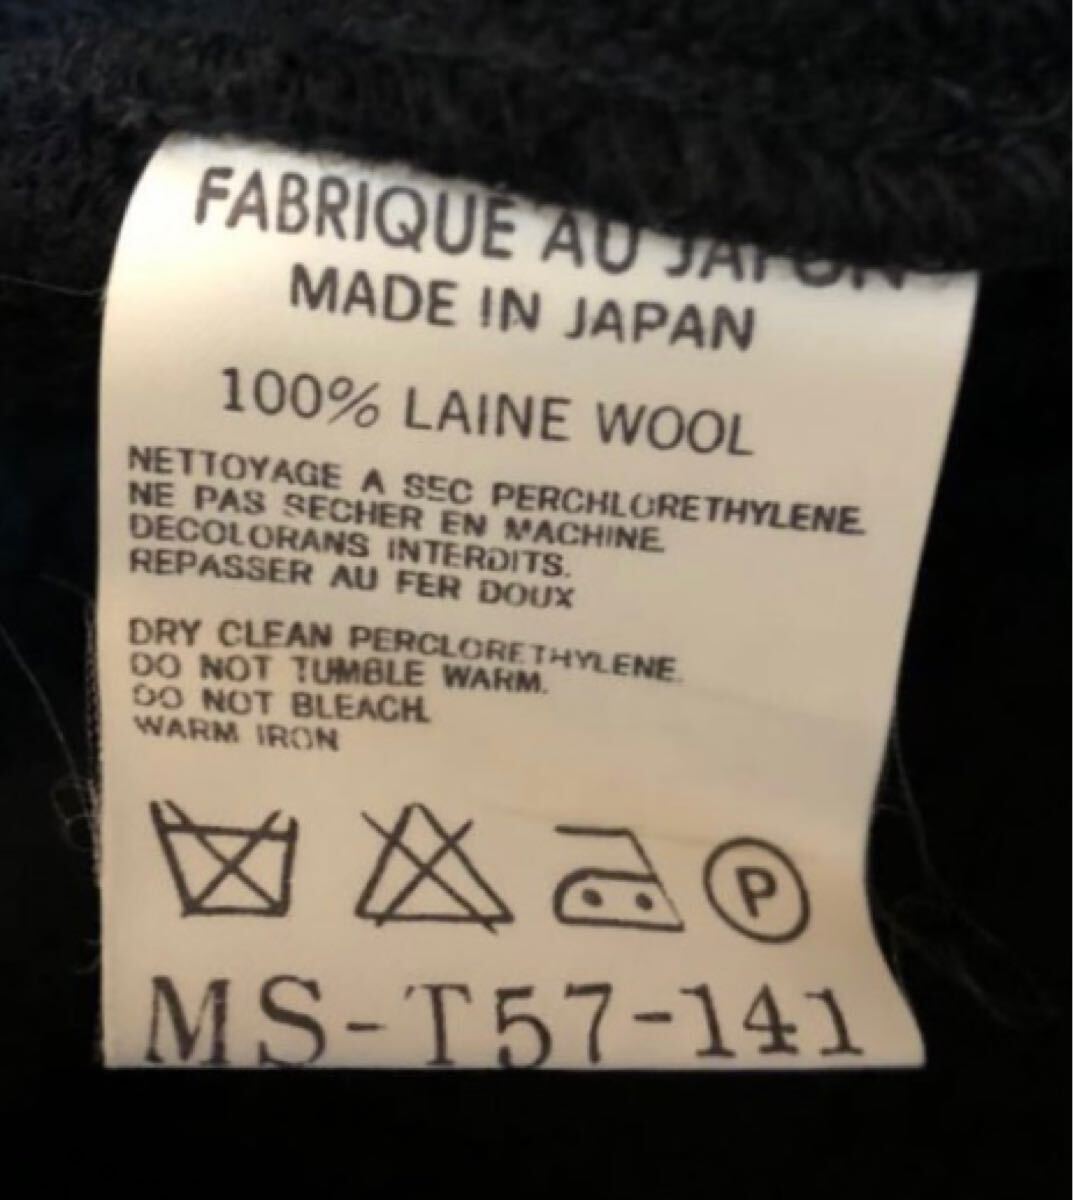 FABRIQUE AU JAPON
MADE IN JAPAN
100% LAINE WOOL
NETTOYAGE A SEC PERCHLORETHYLENE.
NE PAS SECHER EN MACHINE.
DECOLORANS INTERDITS.
REPASSER AU FER DOUX
DRY CLEAN PERCLORETHYLENE.
DO NOT TUMBLE WARM.
DO NOT BLEACH.
WARM IRON
P
MS-T57-141